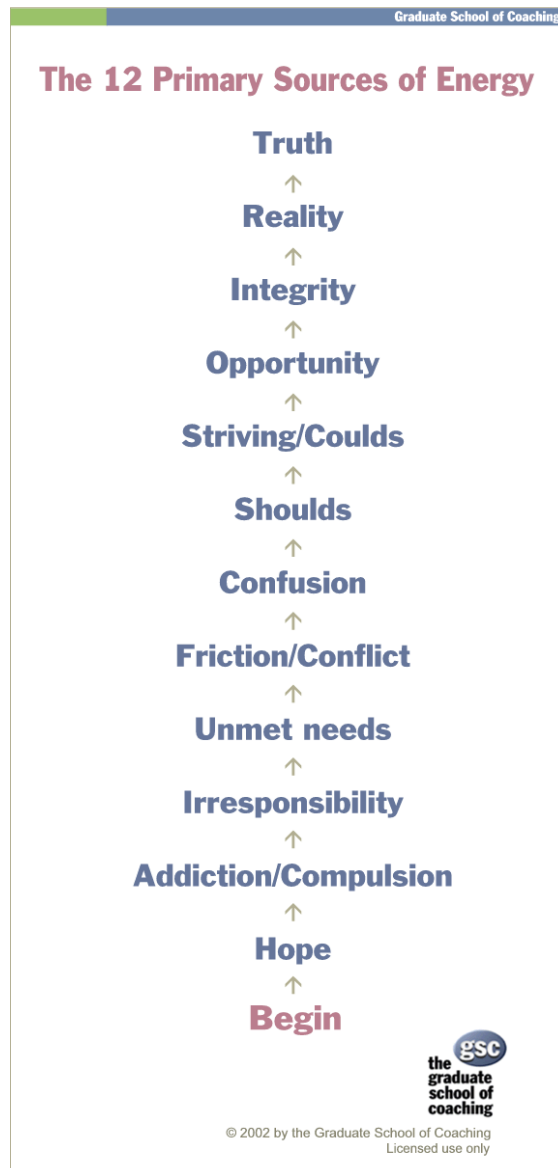 Graduate School of Coaching
The 12 Primary Sources of Energy
Truth
↑
Reality
↑
Integrity
↑
Opportunity
↑
Striving/Coulds
↑
Shoulds
↑
Confusion
↑
Friction/Conflict
↑
Unmet needs
↑
Irresponsibility
↑
Addiction/Compulsion
↑
Hope
↑
Begin
gsc
the
graduate
school of
coaching
© 2002 by the Graduate School of Coaching
Licensed use only